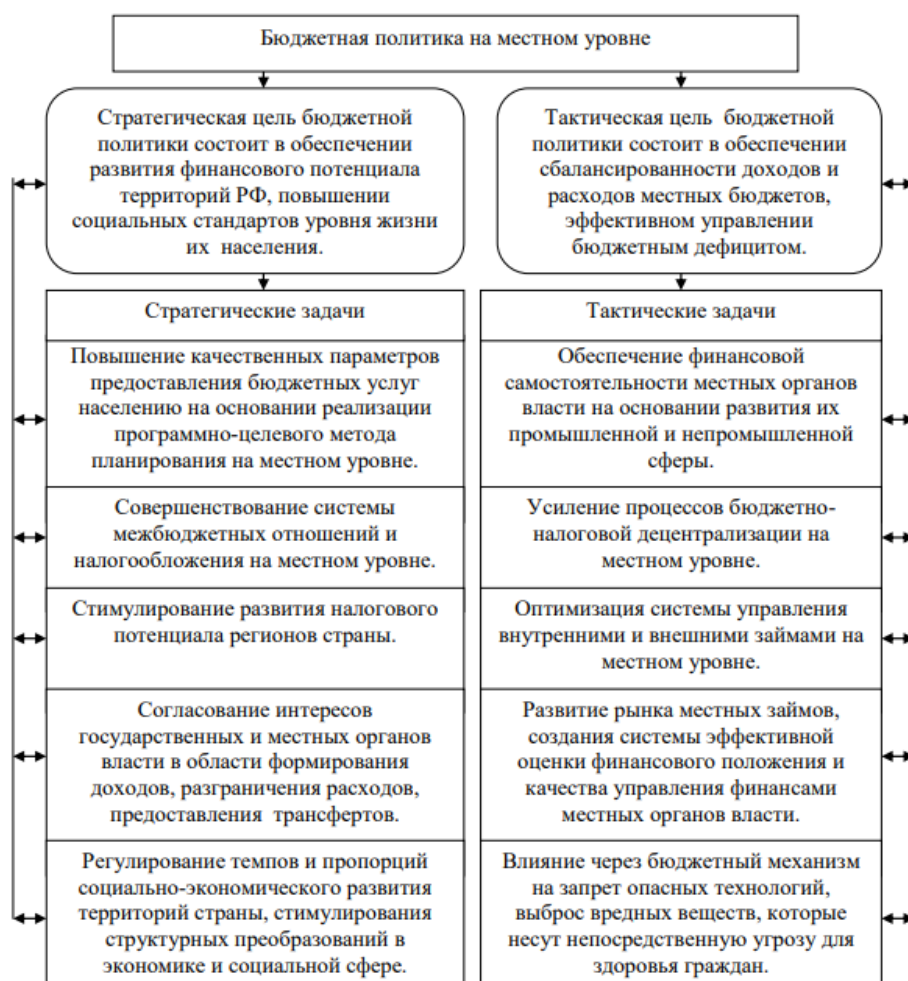 Бюджетная политика на местном уровне
Стратегическая цель бюджетной
политики состоит в обеспечении
развития финансового потенциала
территорий РФ, повышении
социальных стандартов уровня жизни
их населения.
Тактическая цель бюджетной
политики состоит в обеспечении
сбалансированности доходов и
расходов местных бюджетов,
эффективном управлении
бюджетным дефицитом.
Стратегические задачи
Повышение качественных параметров
предоставления бюджетных услуг
населению на основании реализации
программно-целевого метода
планирования на местном уровне.
Совершенствование системы
межбюджетных отношений и
налогообложения на местном уровне.
Стимулирование развития налогового
потенциала регионов страны.
Согласование интересов
государственных и местных органов
власти в области формирования
доходов, разграничения расходов,
предоставления трансфертов.
Регулирование темпов и пропорций
социально-экономического развития
территорий страны, стимулирования
структурных преобразований в
экономике и социальной сфере.
Тактические задачи
Обеспечение финансовой
самостоятельности местных органов
власти на основании развития их
промышленной и непромышленной
сферы.
Усиление процессов бюджетно-
налоговой децентрализации на
местном уровне.
Оптимизация системы управления
внутренними и внешними займами на
местном уровне.
Развитие рынка местных займов,
создания системы эффективной
оценки финансового положения и
качества управления финансами
местных органов власти.
Влияние через бюджетный механизм
на запрет опасных технологий,
выброс вредных веществ, которые
несут непосредственную угрозу для
здоровья граждан.